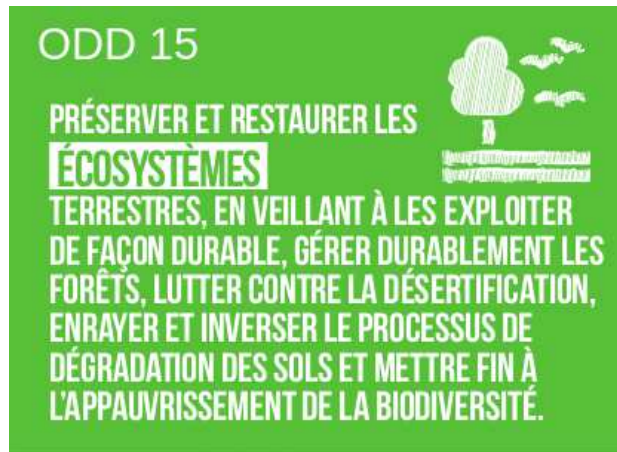 ODD 15
PRÉSERVER ET RESTAURER LES
ÉCOSYSTÈMES
TERRESTRES, EN VEILLANT À LES EXPLOITER
DE FAÇON DURABLE, GÉRER DURABLEMENT LES
FORÊTS, LUTTER CONTRE LA DÉSERTIFICATION,
ENRAYER ET INVERSER LE PROCESSUS DE
DÉGRADATION DES SOLS ET METTRE FIN À
L'APPAUVRISSEMENT DE LA BIODIVERSITÉ.